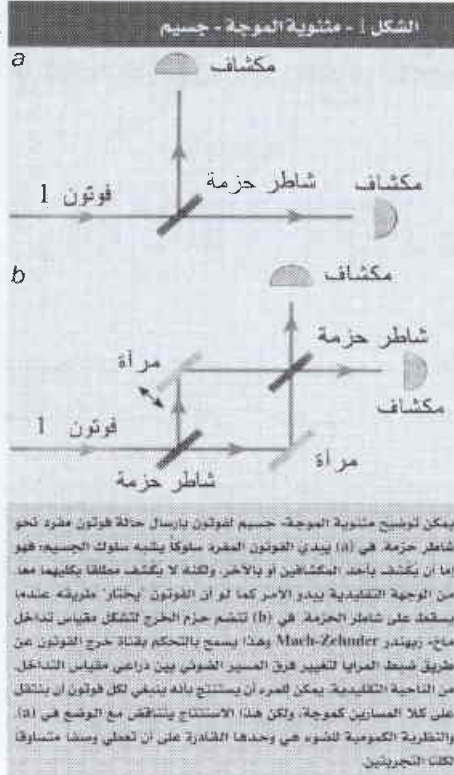 الشكل 1 - مثنوية الموجة - جسيم
a
مكشاف
شاطر حزمة
مكشاف
1 فوتون
b
مكشاف
شاطر حزمة
مرآة
مكشاف
1 فوتون
مرآة
شاطر حزمة
يمكن توضيح مثنوية الموجة- جسيم لفوتون بإرسال حالة فوتون مفرد نحو
شاطر حزمة. في (a) يبدي الفوتون المفرد سلوكاً يشبه سلوك الجسيم، فهو
إما أن يكشف بأحد المكشافين أو بالآخر، ولكنه لا يكشف مطلقا بكليهما معا.
من الوجهة التقليدية يبدو الأمر كما لو أن الفوتون "يختار" طريقه عندما
يسقط على شاطر الحزمة. في (b) تنضم حزم الخرج لتشكل مقياس تداخل
ماخ- زيهندر Mach-Zehnder وهذا يسمح بالتحكم بقناة خرج الفوتون عن
طريق ضبط المرايا لتغيير فرق المسير الضوئي بين ذراعي مقياس التداخل.
من الناحية التقليدية، يمكن للمرء أن يستنتج بأنه ينبغي لكل فوتون أن ينتقل
على كلا المسارين كموجة، ولكن هذا الاستنتاج يتناقض مع الوضع في (a).
والنظرية الكمومية للضوء هي وحدها القادرة على أن تعطي وصفا متساوقا
لكلتا التجربتين.